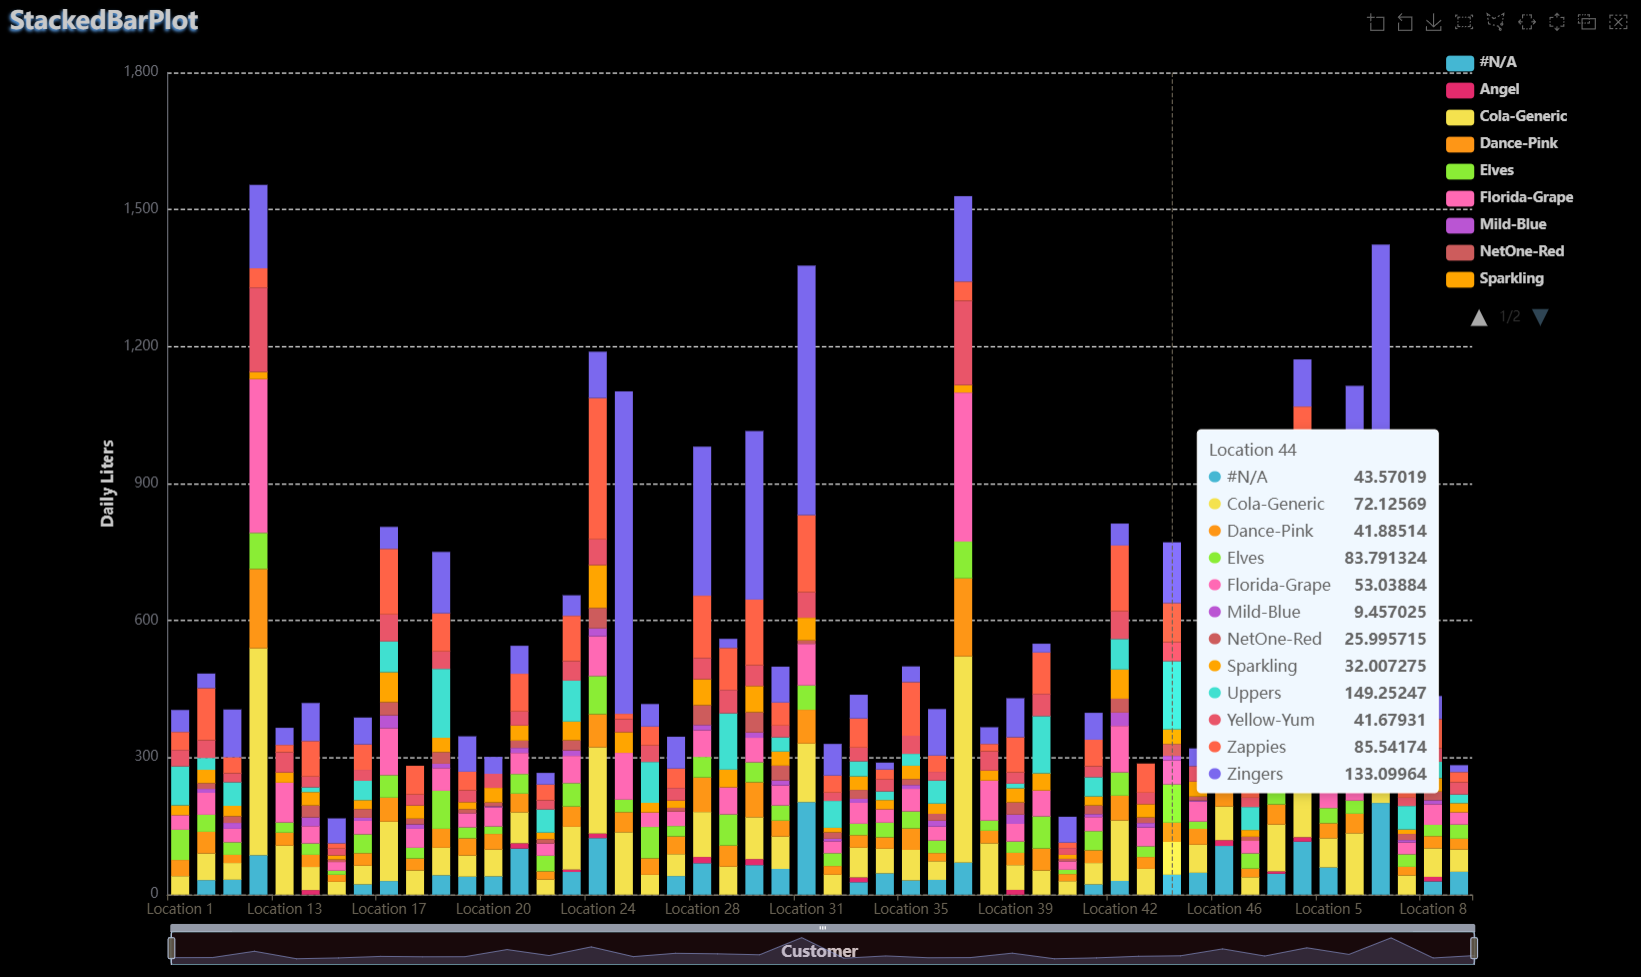 StackedBarPlot
#N/A
Angel
Cola-Generic
Dance-Pink
Elves
Florida-Grape
Mild-Blue
NetOne-Red
Sparkling
1/2
Daily Liters
1,800
1,500
1,200
900
600
300
0
Location 44
#N/A 43.57019
Cola-Generic 72.12569
Dance-Pink 41.88514
Elves 83.791324
Florida-Grape 53.03884
Mild-Blue 9.457025
NetOne-Red 25.995715
Sparkling 32.007275
Uppers 149.25247
Yellow-Yum 41.67931
Zappies 85.54174
Zingers 133.09964
Location 1 Location 13 Location 17 Location 20 Location 24 Location 28 Location 31 Location 35 Location 39 Location 42 Location 46 Location 5 Location 8
Customer